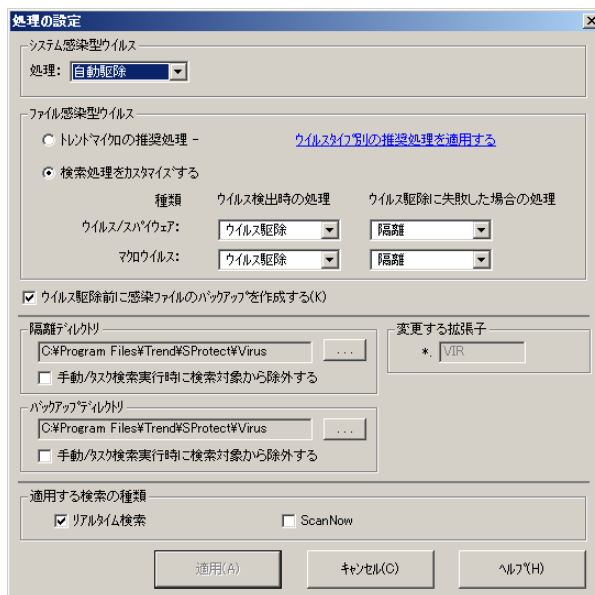 処理の設定
システム感染型ウイルス
処理: 自動駆除
ファイル感染型ウイルス
トレンドマイクロの推奨処理 - ウイルスタイプ別の推奨処理を適用する
検索処理をカスタマイズする
種類 ウイルス検出時の処理 ウイルス駆除に失敗した場合の処理
ウイルス/スパイウェア: ウイルス駆除 隔離
マクロウイルス: ウイルス駆除 隔離
ウイルス駆除前に感染ファイルのバックアップを作成する(K)
隔離ディレクトリ 変更する拡張子
C:¥Program Files¥Trend¥SProtect¥Virus ... *. VIR
手動/タスク検索実行時に検索対象から除外する
バックアップディレクトリ
C:¥Program Files¥Trend¥SProtect¥Virus ...
手動/タスク検索実行時に検索対象から除外する
適用する検索の種類
リアルタイム検索 ScanNow
適用(A) キャンセル(C) ヘルプ(H)